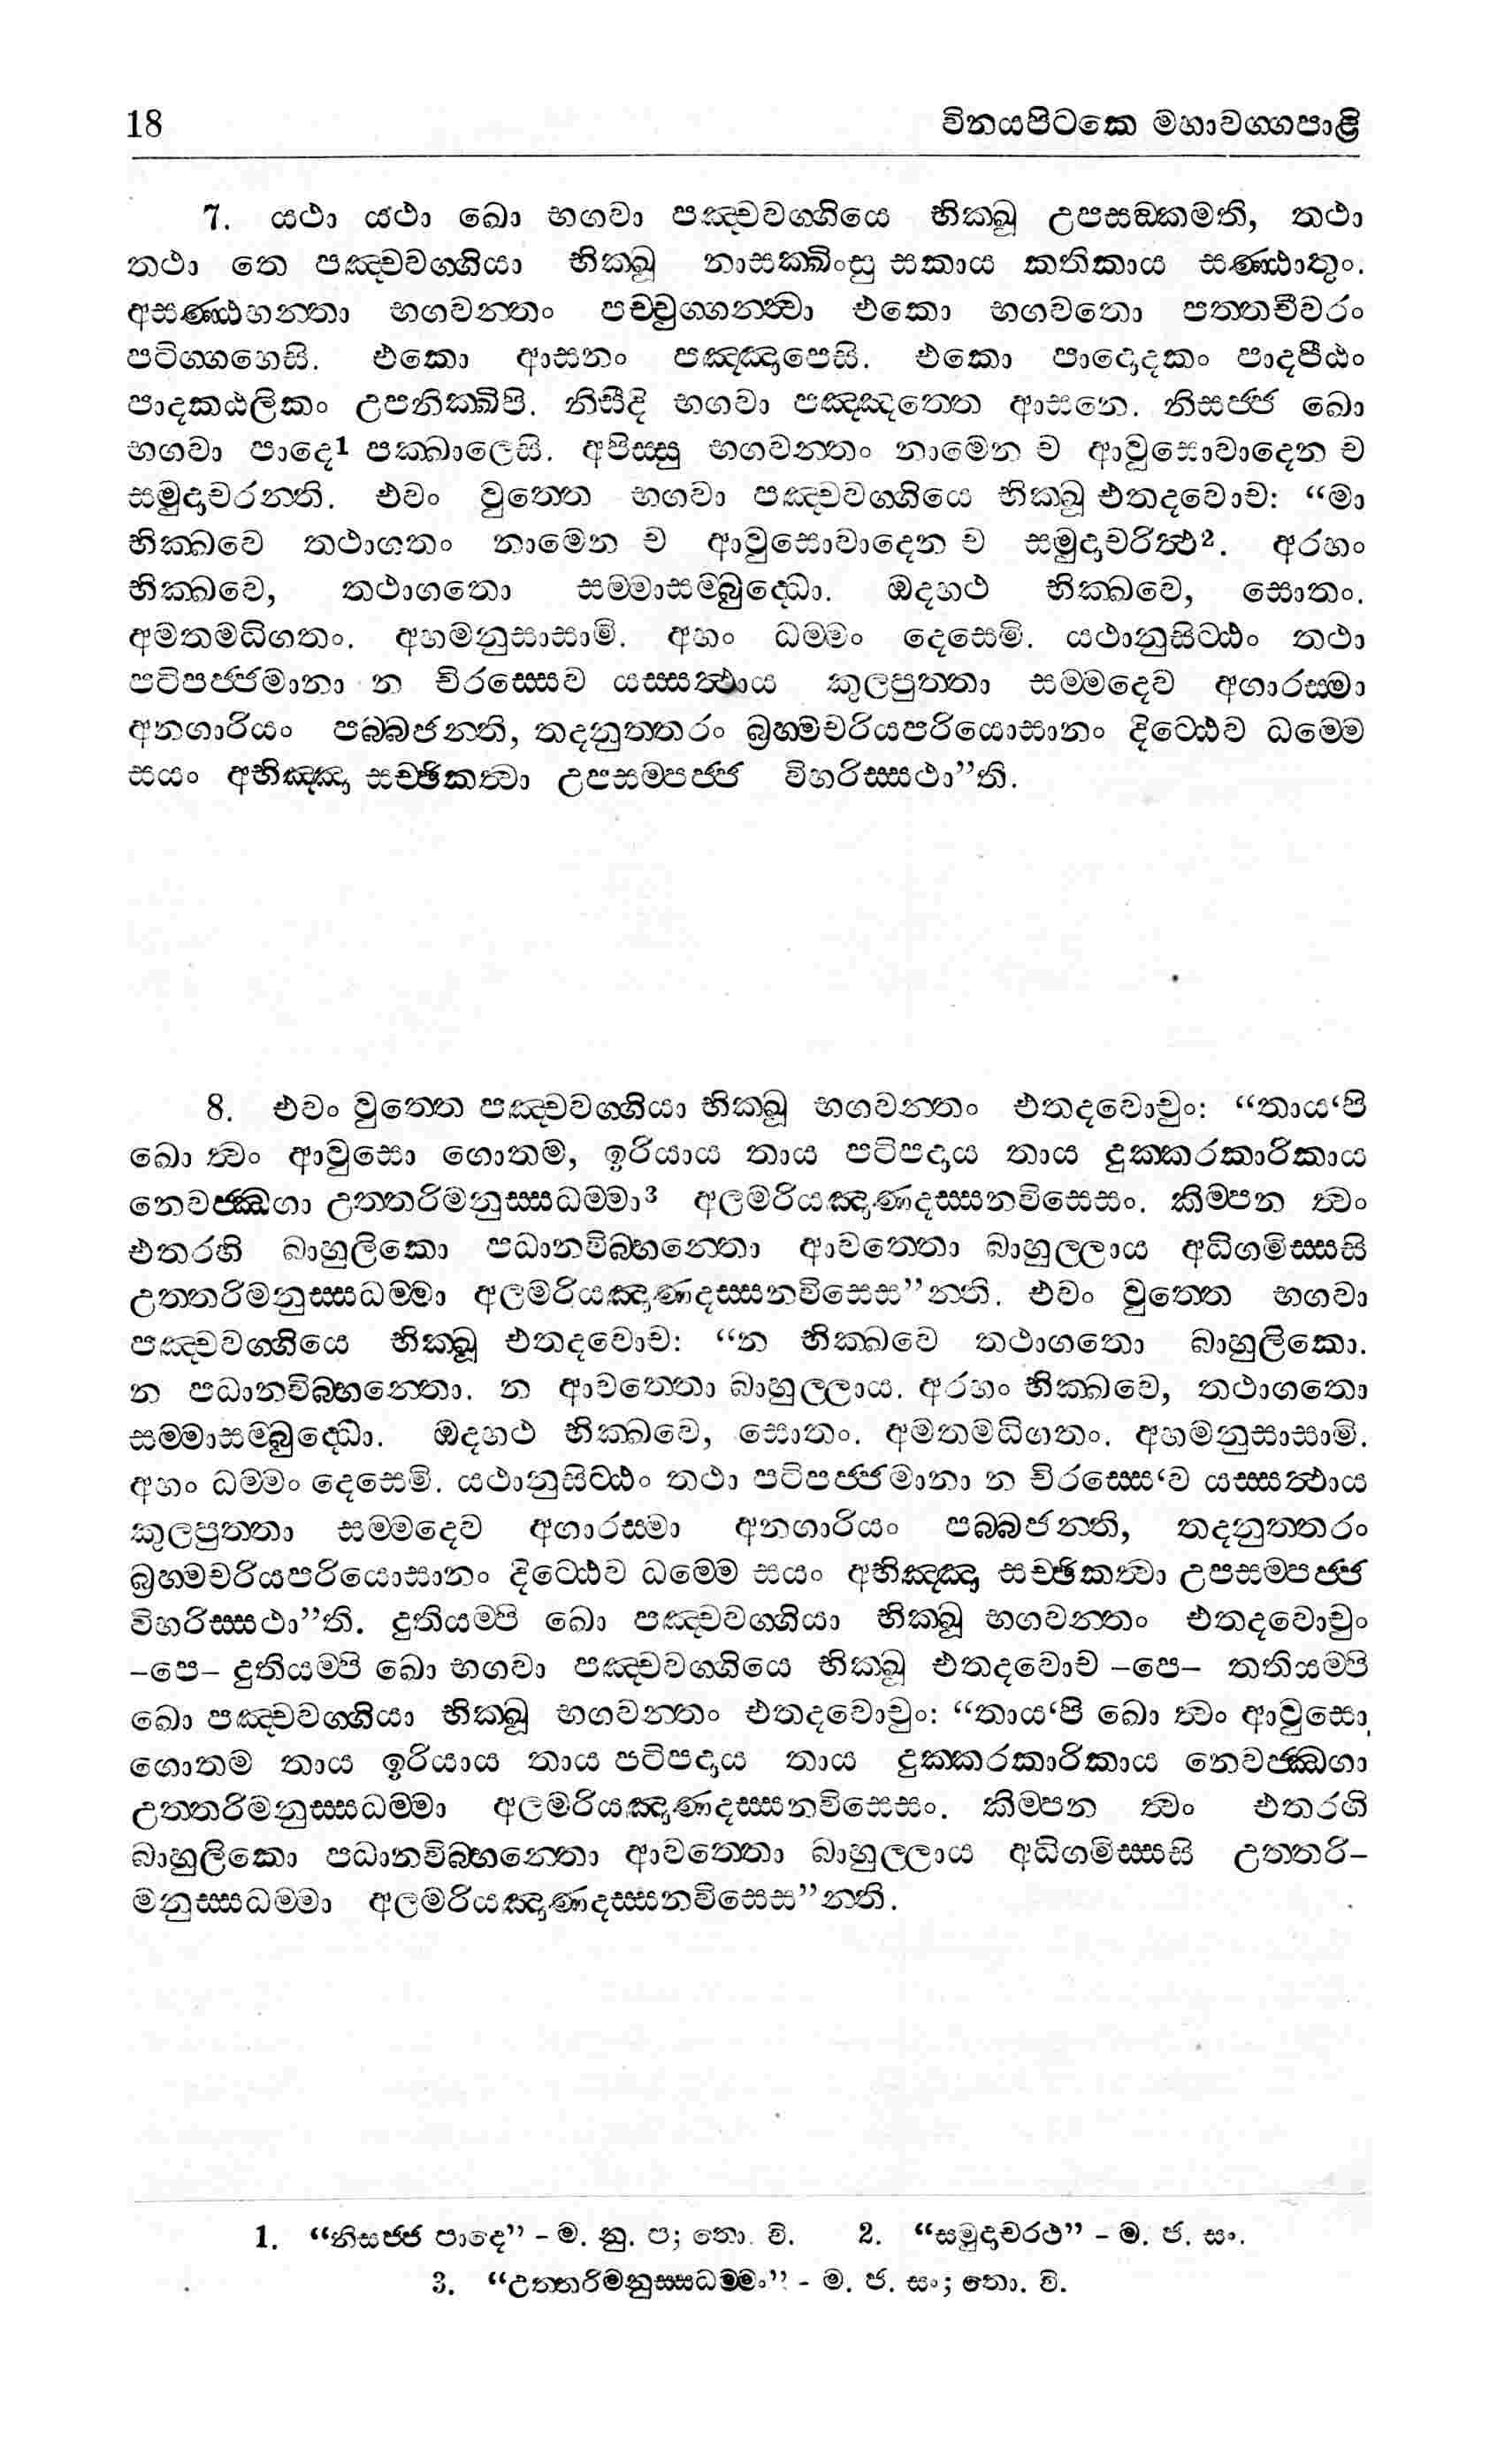 18 විනයපිටකෙ මහාවග්ගපාළි
7. යථා යථා ඛො භගවා පඤ්චවග්ගියෙ භික්ඛූ උපසඞ්කමති, තථා
තථා තෙ පඤ්චවග්ගියා භික්ඛූ නාසක්ඛිංසු සකාය කතිකාය සණ්ඨාතුං.
අසණ්ඨහන්තා භගවන්තං පච්චුග්ගන්ත්වා එකො භගවතො පත්තචීවරං
පටිග්ගහෙසි. එකො ආසනං පඤ්ඤාපෙසි. එකො පාදොදකං පාදපීඨං
පාදකඨලිකං උපනික්ඛිපි. නිසීදි භගවා පඤ්ඤත්තෙ ආසනෙ. නිසජ්ජ ඛො
භගවා පාදෙ1 පක්ඛාලෙසි. අපිස්සු භගවන්තං නාමෙන ච ආවුසොවාදෙන ච
සමුදාචරන්ති. එවං වුත්තෙ භගවා පඤ්චවග්ගියෙ භික්ඛූ එතදවොච: “මා
භික්ඛවෙ තථාගතං නාමෙන ච ආවුසොවාදෙන ච සමුදාචරිත්ථ2. අරහං
භික්ඛවෙ, තථාගතො සම්මාසම්බුද්ධො. ඔදහථ භික්ඛවෙ, සොතං.
අමතමධිගතං. අහමනුසාසාමි. අහං ධම්මං දෙසෙමි. යථානුසිට්ඨං තථා
පටිපජ්ජමානා න චිරස්සෙව යස්සත්ථාය කුලපුත්තා සම්මදෙව අගාරස්මා
අනගාරියං පබ්බජන්ති, තදනුත්තරං බ්‍රහ්මචරියපරියොසානං දිට්ඨෙව ධම්මෙ
සයං අභිඤ්ඤා සච්ඡිකත්වා උපසම්පජ්ජ විහරිස්සථා”ති.
8. එවං වුත්තෙ පඤ්චවග්ගියා භික්ඛූ භගවන්තං එතදවොචුං: “තාය‘පි
ඛො ත්වං ආවුසො ගොතම, ඉරියාය තාය පටිපදාය තාය දුක්කරකාරිකාය
නෙවජ්ඣගා උත්තරිමනුස්සධම්මා3 අලමරියඤාණදස්සනවිසෙසං. කිම්පන ත්වං
එතරහි බාහුලිකො පධානවිබ්භන්තො ආවත්තො බාහුල්ලාය අධිගමිස්සසි
උත්තරිමනුස්සධම්මා අලමරියඤාණදස්සනවිසෙස”න්ති. එවං වුත්තෙ භගවා
පඤ්චවග්ගියෙ භික්ඛූ එතදවොච: “න භික්ඛවෙ තථාගතො බාහුලිකො.
න පධානවිබ්භන්තො. න ආවත්තො බාහුල්ලාය. අරහං භික්ඛවෙ, තථාගතො
සම්මාසම්බුද්ධො. ඔදහථ භික්ඛවෙ, සොතං. අමතමධිගතං. අහමනුසාසාමි.
අහං ධම්මං දෙසෙමි. යථානුසිට්ඨං තථා පටිපජ්ජමානා න චිරස්සෙ‘ව යස්සත්ථාය
කුලපුත්තා සම්මදෙව අගාරස්මා අනගාරියං පබ්බජන්ති, තදනුත්තරං
බ්‍රහ්මචරියපරියොසානං දිට්ඨෙව ධම්මෙ සයං අභිඤ්ඤා සච්ඡිකත්වා උපසම්පජ්ජ
විහරිස්සථා”ති. දුතියම්පි ඛො පඤ්චවග්ගියා භික්ඛූ භගවන්තං එතදවොචුං
–පෙ– දුතියම්පි ඛො භගවා පඤ්චවග්ගියෙ භික්ඛූ එතදවොච –පෙ– තතියම්පි
ඛො පඤ්චවග්ගියා භික්ඛූ භගවන්තං එතදවොචුං: “තාය‘පි ඛො ත්වං ආවුසො
ගොතම තාය ඉරියාය තාය පටිපදාය තාය දුක්කරකාරිකාය නෙවජ්ඣගා
උත්තරිමනුස්සධම්මා අලමරියඤාණදස්සනවිසෙසං. කිම්පන ත්වං එතරහි
බාහුලිකො පධානවිබ්භන්තො ආවත්තො බාහුල්ලාය අධිගමිස්සසි උත්තරි–
මනුස්සධම්මා අලමරියඤාණදස්සනවිසෙස”න්ති.
1. “නිසජ්ජ පාදෙ” – ම. නු. ප; තො. වි. 2. “සමුදාචරථ” – ම. ජ. සං.
3. “උත්තරිමනුස්සධම්මං” - ම. ජ. සං; තො. වි.